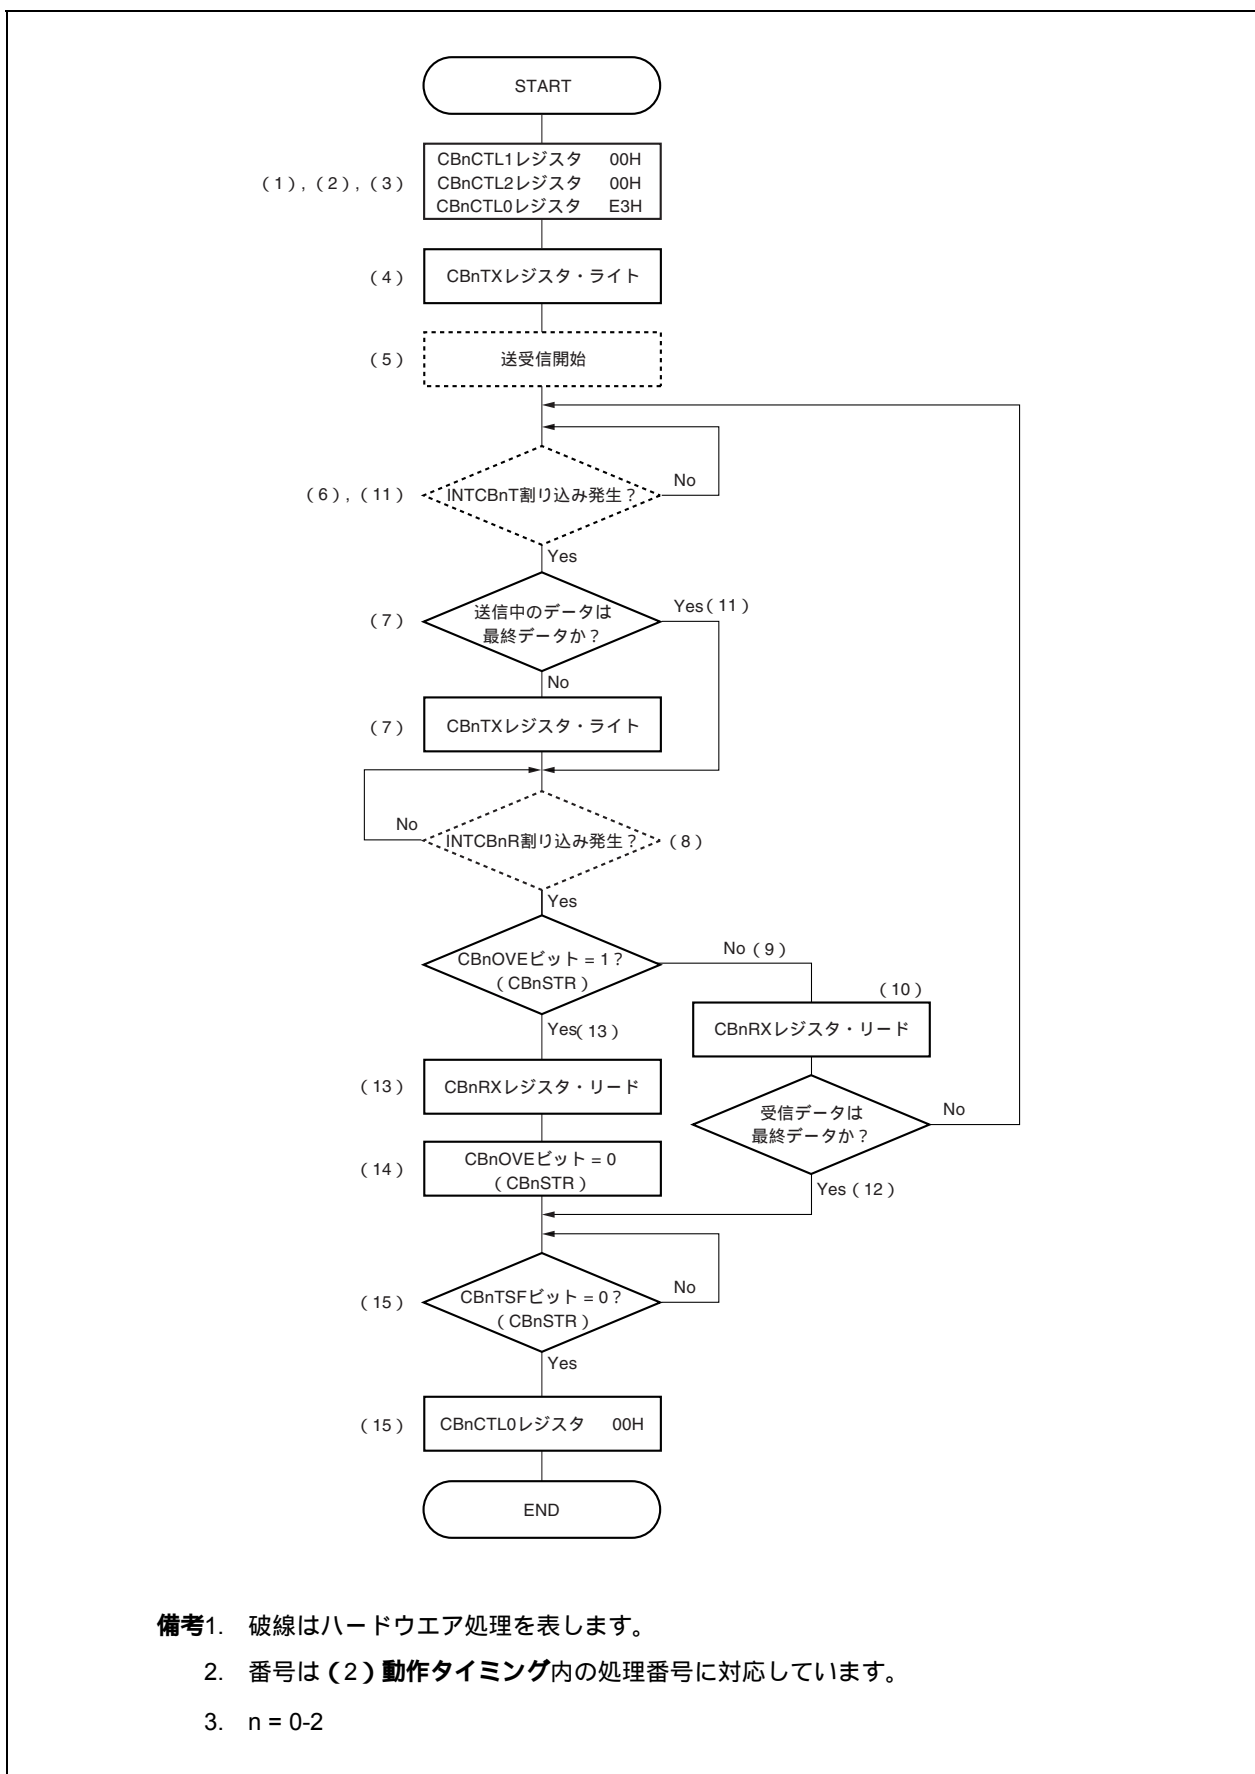 START
(1), (2), (3)
CBnCTL1レジスタ 00H
CBnCTL2レジスタ 00H
CBnCTL0レジスタ E3H
(4)
CBnTXレジスタ・ライト
(5)
送受信開始
(6), (11)
INTCBnT割り込み発生?
No
Yes
(7)
送信中のデータは
最終データか?
Yes(11)
No
(7)
CBnTXレジスタ・ライト
No
INTCBnR割り込み発生?
(8)
Yes
CBnOVEビット = 1?
(CBnSTR)
No (9)
Yes(13)
(10)
CBnRXレジスタ・リード
(13)
CBnRXレジスタ・リード
受信データは
最終データか?
No
Yes (12)
(14)
CBnOVEビット = 0
(CBnSTR)
(15)
CBnTSFビット = 0?
(CBnSTR)
No
Yes
(15)
CBnCTL0レジスタ 00H
END
備考1. 破線はハードウエア処理を表します。
2. 番号は(2)動作タイミング内の処理番号に対応しています。
3. n = 0-2